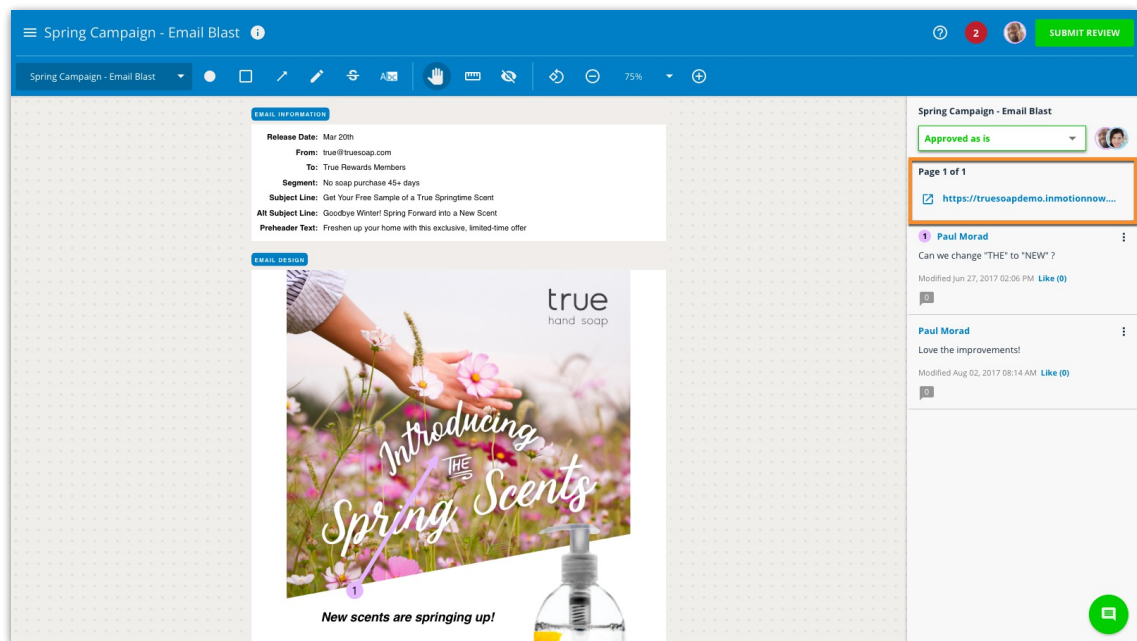 Spring Campaign - Email Blast
2
SUBMIT REVIEW
Spring Campaign - Email Blast
75%
EMAIL INFORMATION
Release Date: Mar 20th
From: true@truesoap.com
To: True Rewards Members
Segment: No soap purchase 45+ days
Subject Line: Get Your Free Sample of a True Springtime Scent
Alt Subject Line: Goodbye Winter! Spring Forward into a New Scent
Preheader Text: Freshen up your home with this exclusive, limited-time offer
EMAIL DESIGN
true
hand soap
Introducing
THE
Spring Scents
1
New scents are springing up!
Spring Campaign - Email Blast
Approved as is
Page 1 of 1
https://truesoapdemo.inmotionnow....
1 Paul Morad
Can we change "THE" to "NEW" ?
Modified Jun 27, 2017 02:06 PM Like (0)
0
Paul Morad
Love the improvements!
Modified Aug 02, 2017 08:14 AM Like (0)
0